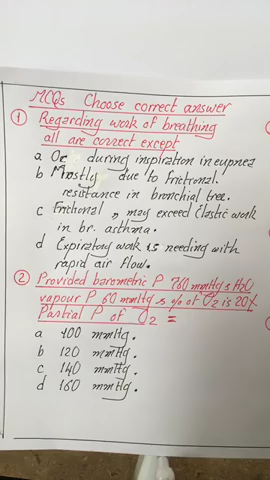 MCQs Choose correct answer
① Regarding work of breathing
all are correct except
a Oc during inspiration in eupnea
b Mostly due to frictional.
resistance in bronchial tree.
c Frictional „ may exceed Elastic work
in br. asthma.
d Expiratory work is needing with
rapid air flow.
② Provided barometric P 760 mmHg & H2O
vapour P 60 mmHg & % of O2 is 20%
Partial P of O2 =
a 100 mmHg.
b 120 mmHg.
c 140 mmHg.
d 160 mmHg.